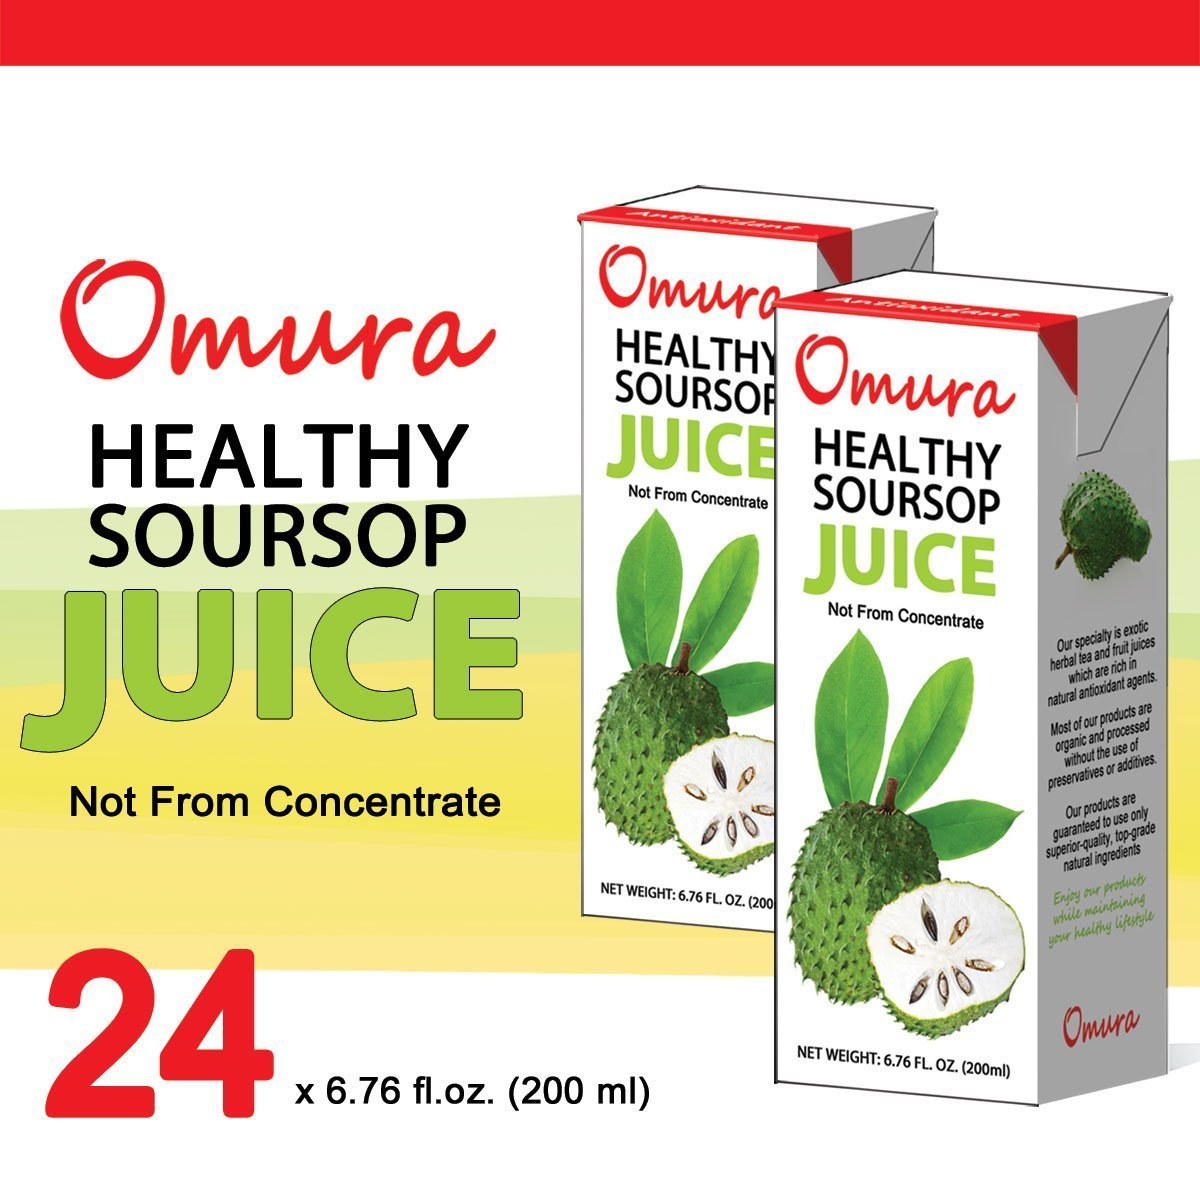 Omura
HEALTHY
SOURSOP
JUICE
Not From Concentrate
24
x 6.76 fl.oz. (200 ml)
Antioxidant
Omura
HEALTHY
SOURSOP
JUICE
Not From Concentrate
NET WEIGHT: 6.76 FL. OZ. (200
Antioxidant
Omura
HEALTHY
SOURSOP
JUICE
Not From Concentrate
NET WEIGHT: 6.76 FL. OZ. (200ml)
Our specialty is exotic
herbal tea and fruit juices
which are rich in
natural antioxidant agents.
Most of our products are
organic and processed
without the use of
preservatives or additives.
Our products are
guaranteed to use only
superior-quality, top-grade
natural ingredients
Enjoy our products
while maintaining
your healthy lifestyle
Omura